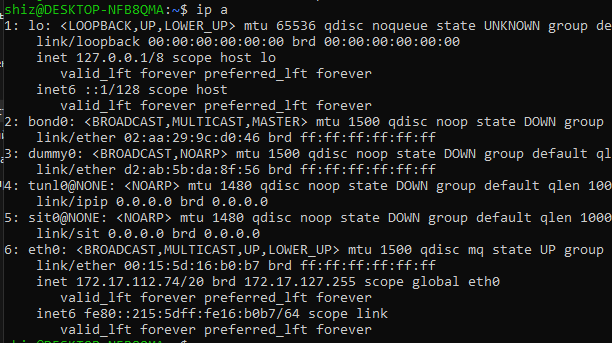 shiz@DESKTOP-NFB8QMA:~$ ip a
1: lo: <LOOPBACK,UP,LOWER_UP> mtu 65536 qdisc noqueue state UNKNOWN group de
link/loopback 00:00:00:00:00:00 brd 00:00:00:00:00:00
inet 127.0.0.1/8 scope host lo
valid_lft forever preferred_lft forever
inet6 ::1/128 scope host
valid_lft forever preferred_lft forever
2: bond0: <BROADCAST,MULTICAST,MASTER> mtu 1500 qdisc noop state DOWN group
link/ether 02:aa:29:9c:d0:46 brd ff:ff:ff:ff:ff:ff
3: dummy0: <BROADCAST,NOARP> mtu 1500 qdisc noop state DOWN group default ql
link/ether d2:ab:5b:da:8f:56 brd ff:ff:ff:ff:ff:ff
4: tunl0@NONE: <NOARP> mtu 1480 qdisc noop state DOWN group default qlen 1000
link/ipip 0.0.0.0 brd 0.0.0.0
5: sit0@NONE: <NOARP> mtu 1480 qdisc noop state DOWN group default qlen 1000
link/sit 0.0.0.0 brd 0.0.0.0
6: eth0: <BROADCAST,MULTICAST,UP,LOWER_UP> mtu 1500 qdisc mq state UP group
link/ether 00:15:5d:16:b0:b7 brd ff:ff:ff:ff:ff:ff
inet 172.17.112.74/20 brd 172.17.127.255 scope global eth0
valid_lft forever preferred_lft forever
inet6 fe80::215:5dff:fe16:b0b7/64 scope link
valid_lft forever preferred_lft forever
shiz@DESKTOP-NFB8QMA:~$